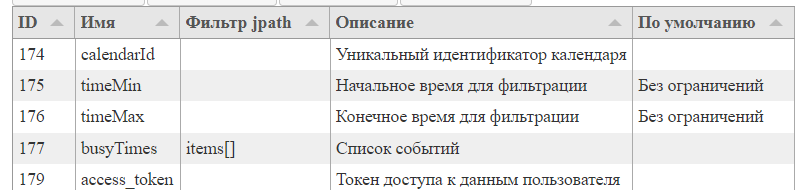 ID Имя Фильтр jpath Описание По умолчанию
174 calendarId Уникальный идентификатор календаря
175 timeMin Начальное время для фильтрации Без ограничений
176 timeMax Конечное время для фильтрации Без ограничений
177 busyTimes items[] Список событий
179 access_token Токен доступа к данным пользователя